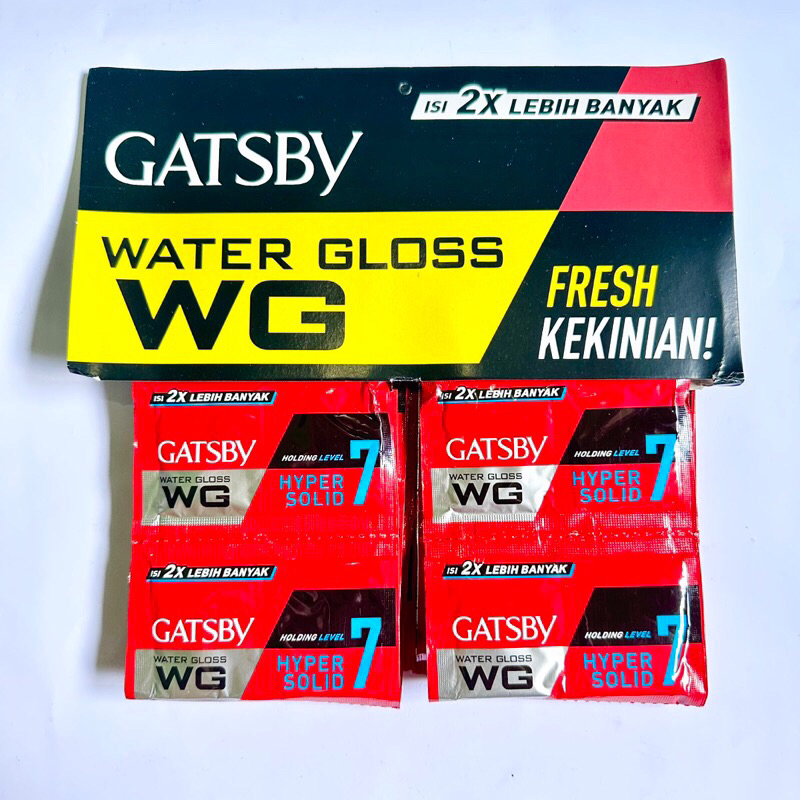 ISI 2X LEBIH BANYAK
GATSBY
WATER GLOSS
WG
FRESH
KEKINIAN!
ISI 2X LEBIH BANYAK
GATSBY
HOLDING LEVEL 7
WATER GLOSS
WG
HYPER
SOLID
ISI 2X LEBIH BANYAK
GATSBY
HOLDING LEVEL 7
WATER GLOSS
WG
HYPER
SOLID
ISI 2X LEBIH BANYAK
GATSBY
HOLDING LEVEL 7
WATER GLOSS
WG
HYPER
SOLID
ISI 2X LEBIH BANYAK
GATSBY
HOLDING LEVEL 7
WATER GLOSS
WG
HYPER
SOLID